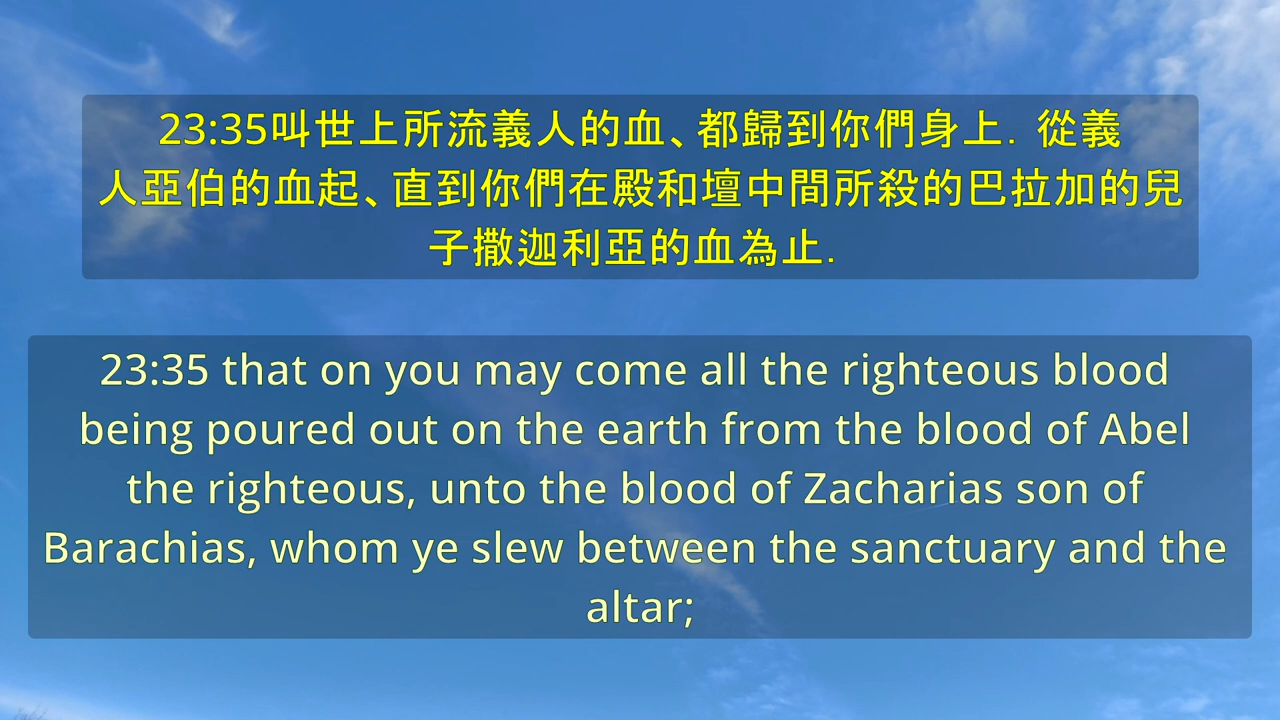 23:35叫世上所流義人的血、都歸到你們身上. 從義
人亞伯的血起、直到你們在殿和壇中間所殺的巴拉加的兒
子撒迦利亞的血為止.
23:35 that on you may come all the righteous blood
being poured out on the earth from the blood of Abel
the righteous, unto the blood of Zacharias son of
Barachias, whom ye slew between the sanctuary and the
altar;